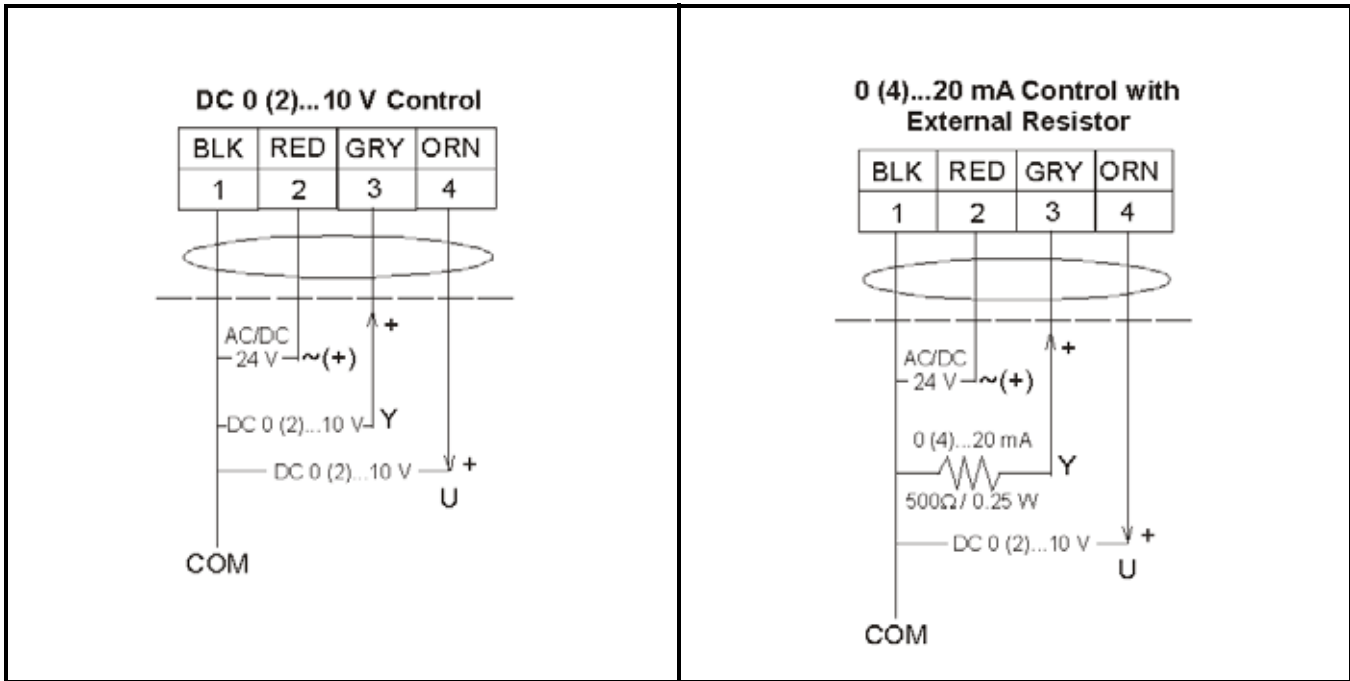 DC 0 (2)...10 V Control
BLK RED GRY ORN
1 2 3 4
+
AC/DC
24 V ~(+)
DC 0 (2)...10 V Y
DC 0 (2)...10 V +
U
COM
0 (4)...20 mA Control with
External Resistor
BLK RED GRY ORN
1 2 3 4
+
AC/DC
24 V ~(+)
0 (4)...20 mA
Y
500Ω/ 0.25 W
DC 0 (2)...10 V +
U
COM